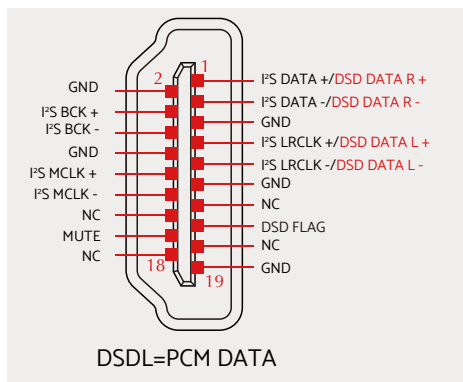 2
1
GND
I²S BCK +
I²S BCK -
GND
I²S MCLK +
I²S MCLK -
NC
MUTE
NC
18
I²S DATA +/DSD DATA R +
I²S DATA -/DSD DATA R -
GND
I²S LRCLK +/DSD DATA L +
I²S LRCLK -/DSD DATA L -
GND
NC
DSD FLAG
NC
GND
19
DSDL=PCM DATA